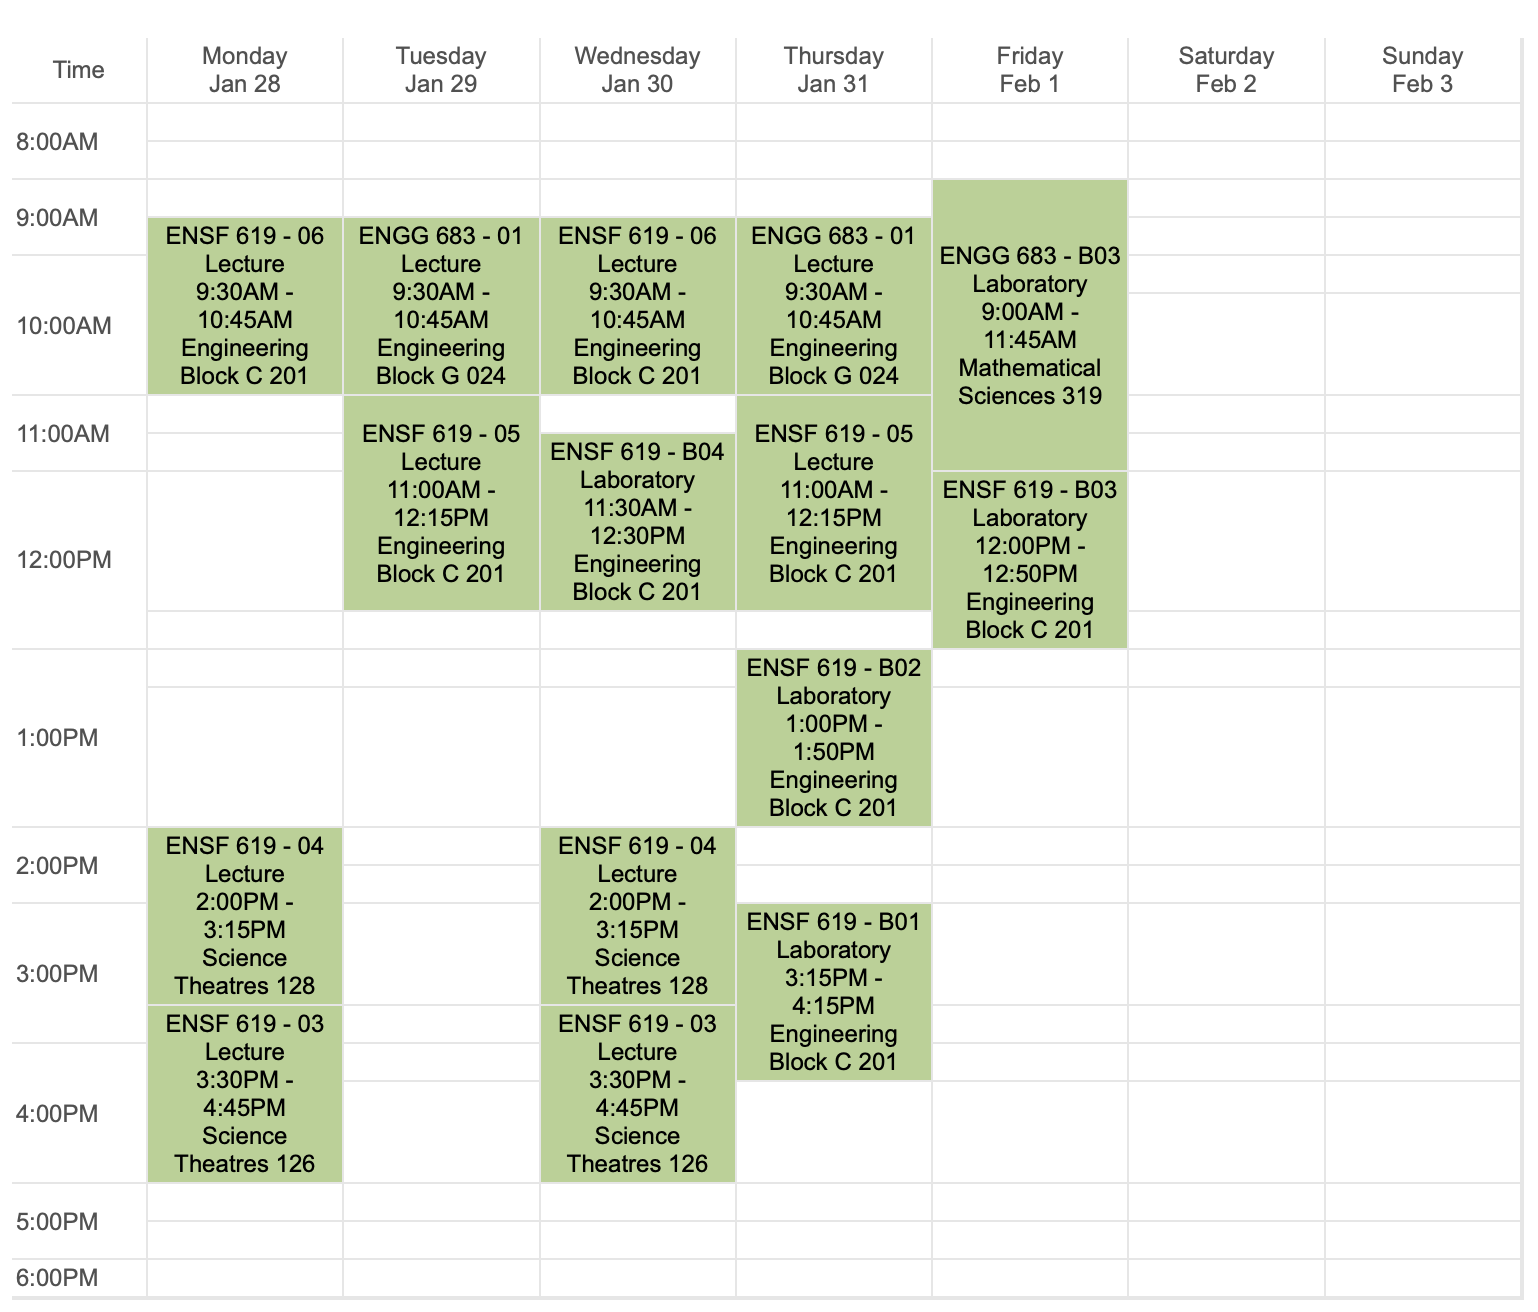 Time
Monday
Jan 28
Tuesday
Jan 29
Wednesday
Jan 30
Thursday
Jan 31
Friday
Feb 1
Saturday
Feb 2
Sunday
Feb 3
8:00AM
9:00AM
ENSF 619 - 06
Lecture
9:30AM -
10:45AM
Engineering
Block C 201
ENGG 683 - 01
Lecture
9:30AM -
10:45AM
Engineering
Block G 024
ENSF 619 - 06
Lecture
9:30AM -
10:45AM
Engineering
Block C 201
ENGG 683 - 01
Lecture
9:30AM -
10:45AM
Engineering
Block G 024
ENGG 683 - B03
Laboratory
9:00AM -
11:45AM
Mathematical
Sciences 319
10:00AM
11:00AM
ENSF 619 - 05
Lecture
11:00AM -
12:15PM
Engineering
Block C 201
ENSF 619 - B04
Laboratory
11:30AM -
12:30PM
Engineering
Block C 201
ENSF 619 - 05
Lecture
11:00AM -
12:15PM
Engineering
Block C 201
ENSF 619 - B03
Laboratory
12:00PM -
12:50PM
Engineering
Block C 201
12:00PM
1:00PM
ENSF 619 - B02
Laboratory
1:00PM -
1:50PM
Engineering
Block C 201
2:00PM
ENSF 619 - 04
Lecture
2:00PM -
3:15PM
Science
Theatres 128
ENSF 619 - 04
Lecture
2:00PM -
3:15PM
Science
Theatres 128
ENSF 619 - B01
Laboratory
3:15PM -
4:15PM
Engineering
Block C 201
3:00PM
ENSF 619 - 03
Lecture
3:30PM -
4:45PM
Science
Theatres 126
ENSF 619 - 03
Lecture
3:30PM -
4:45PM
Science
Theatres 126
4:00PM
5:00PM
6:00PM